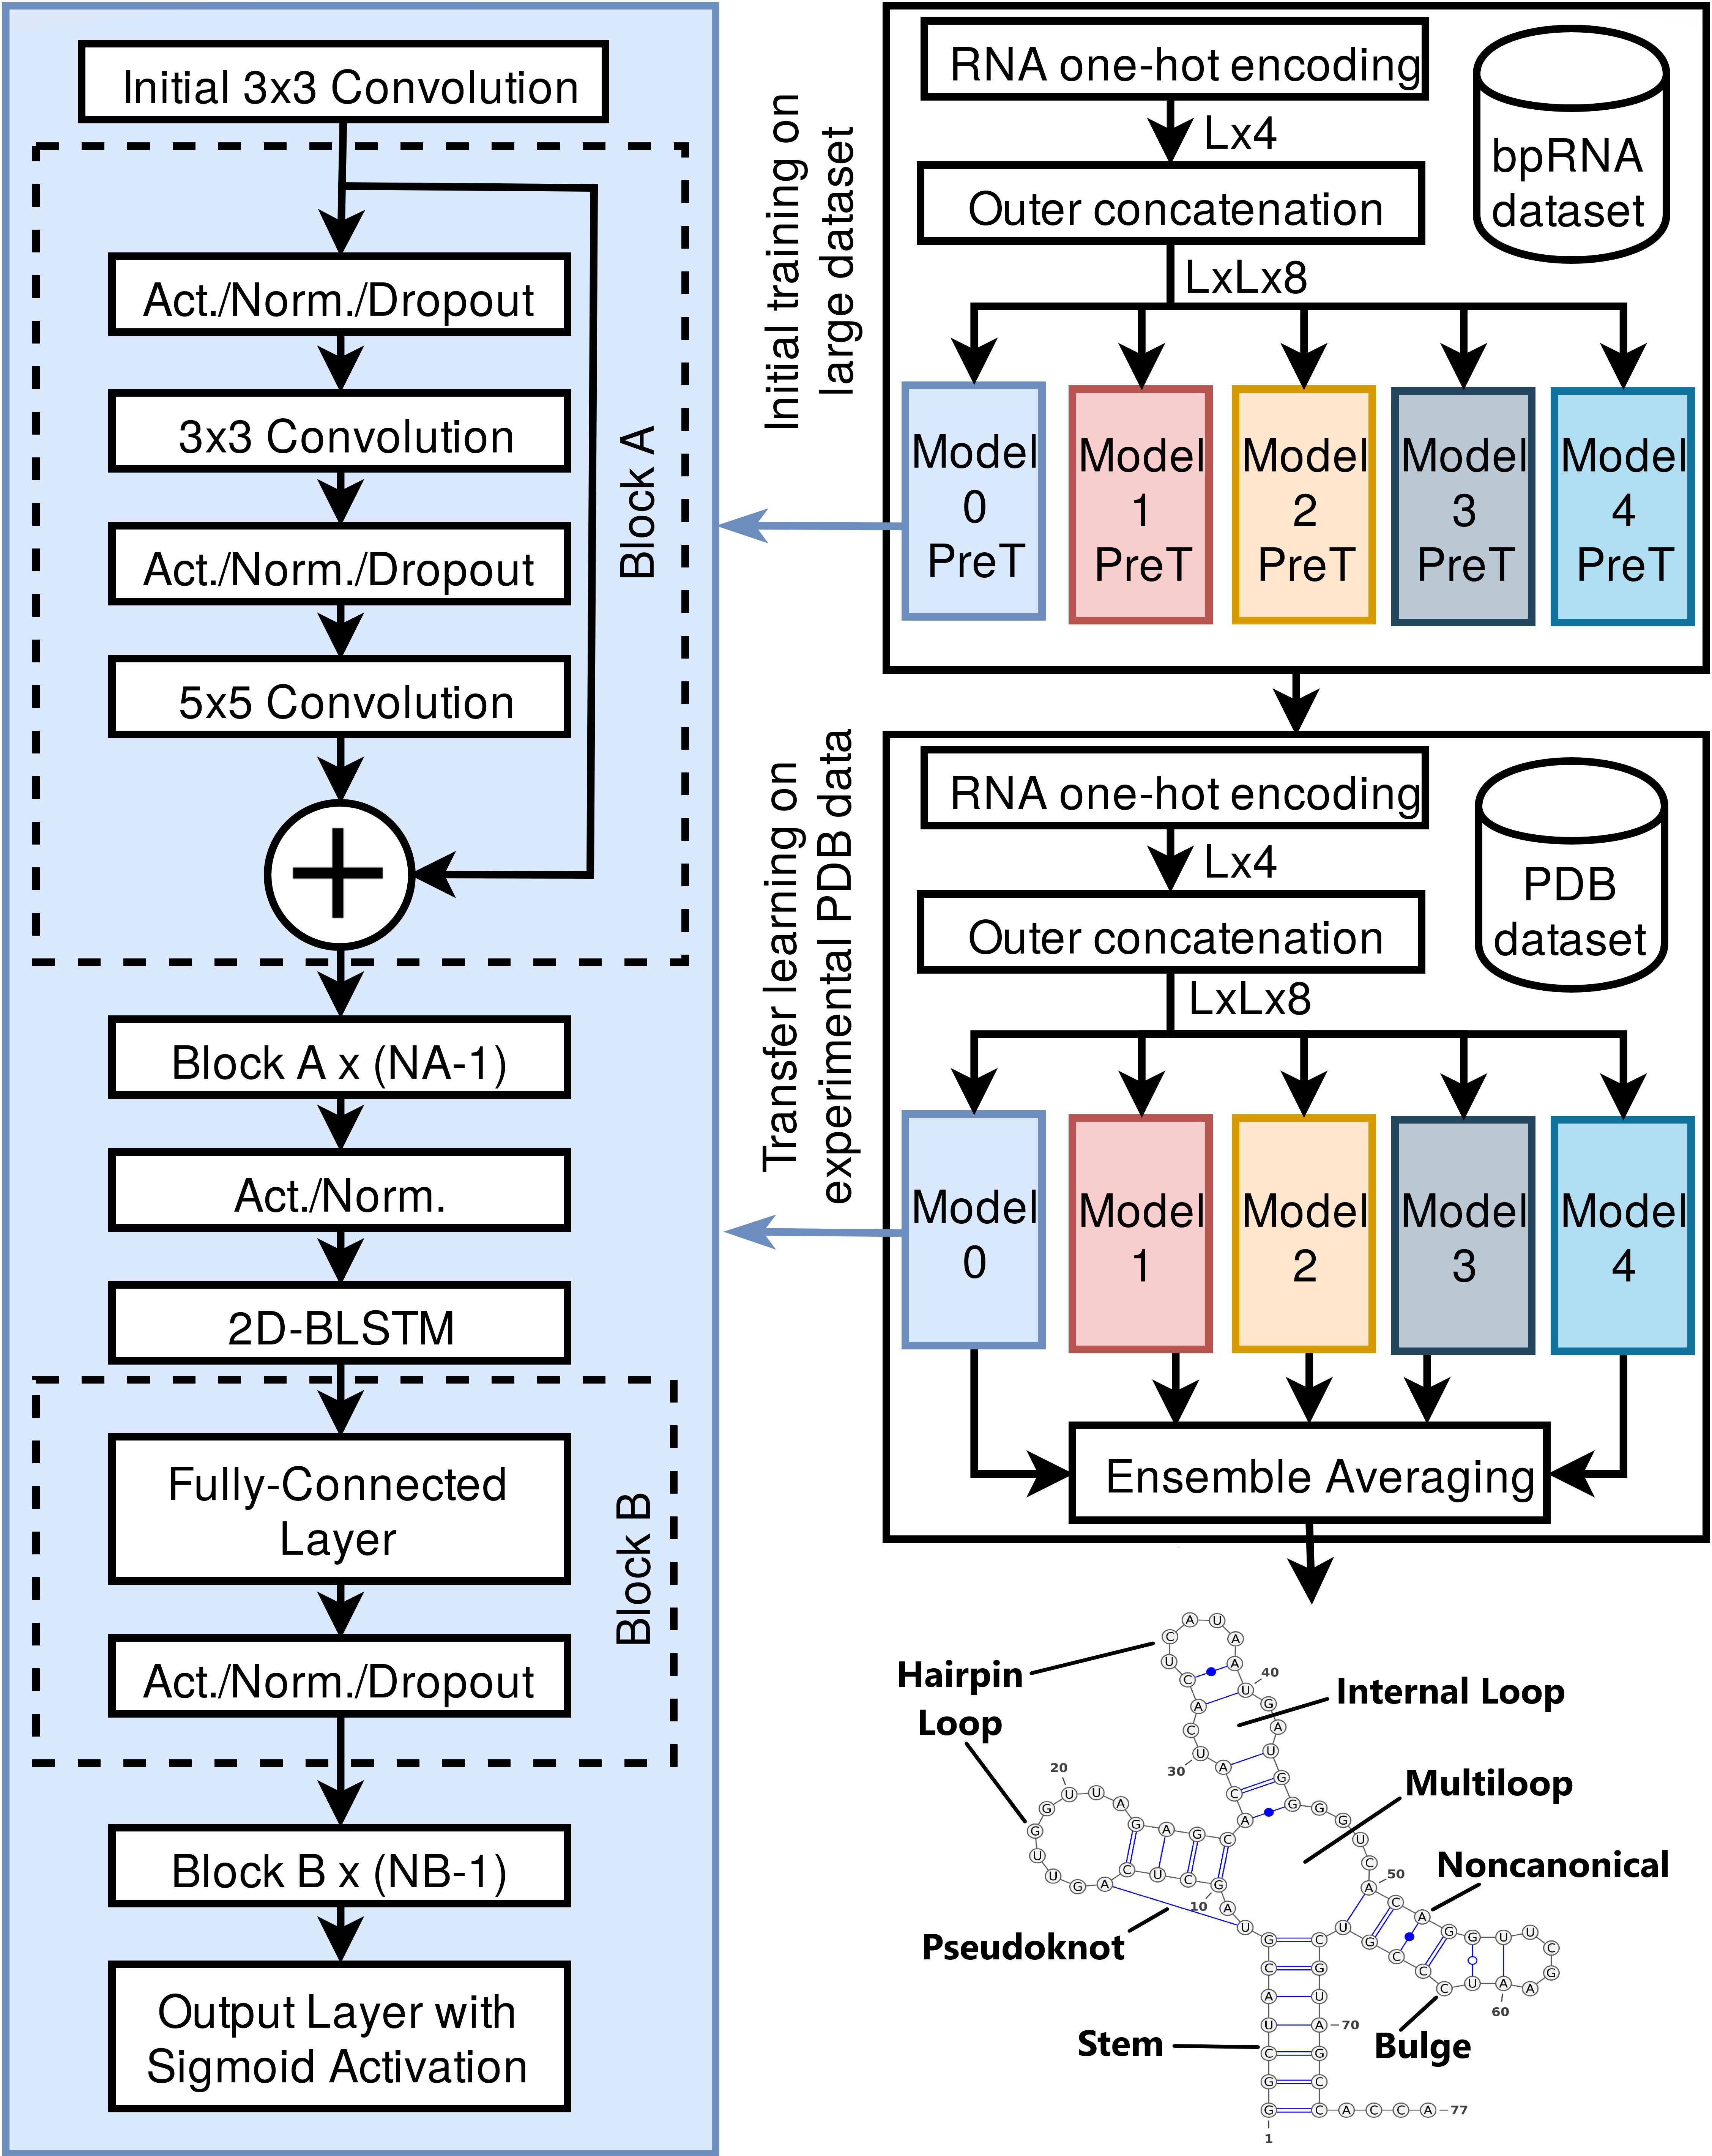 Initial 3x3 Convolution
Act./Norm./Dropout
3x3 Convolution
Act./Norm./Dropout
5x5 Convolution
Block A
Block A x (NA-1)
Act./Norm.
2D-BLSTM
Fully-Connected
Layer
Act./Norm./Dropout
Block B
Block B x (NB-1)
Output Layer with
Sigmoid Activation
Initial training on
large dataset
RNA one-hot encoding
Lx4
Outer concatenation
LxLx8
bpRNA
dataset
Model
0
PreT
Model
1
PreT
Model
2
PreT
Model
3
PreT
Model
4
PreT
Transfer learning on
experimental PDB data
RNA one-hot encoding
Lx4
Outer concatenation
LxLx8
PDB
dataset
Model
0
Model
1
Model
2
Model
3
Model
4
Ensemble Averaging
Hairpin
Loop
Internal Loop
Multiloop
Noncanonical
Pseudoknot
Stem
Bulge
1
10
20
30
40
50
60
70
77